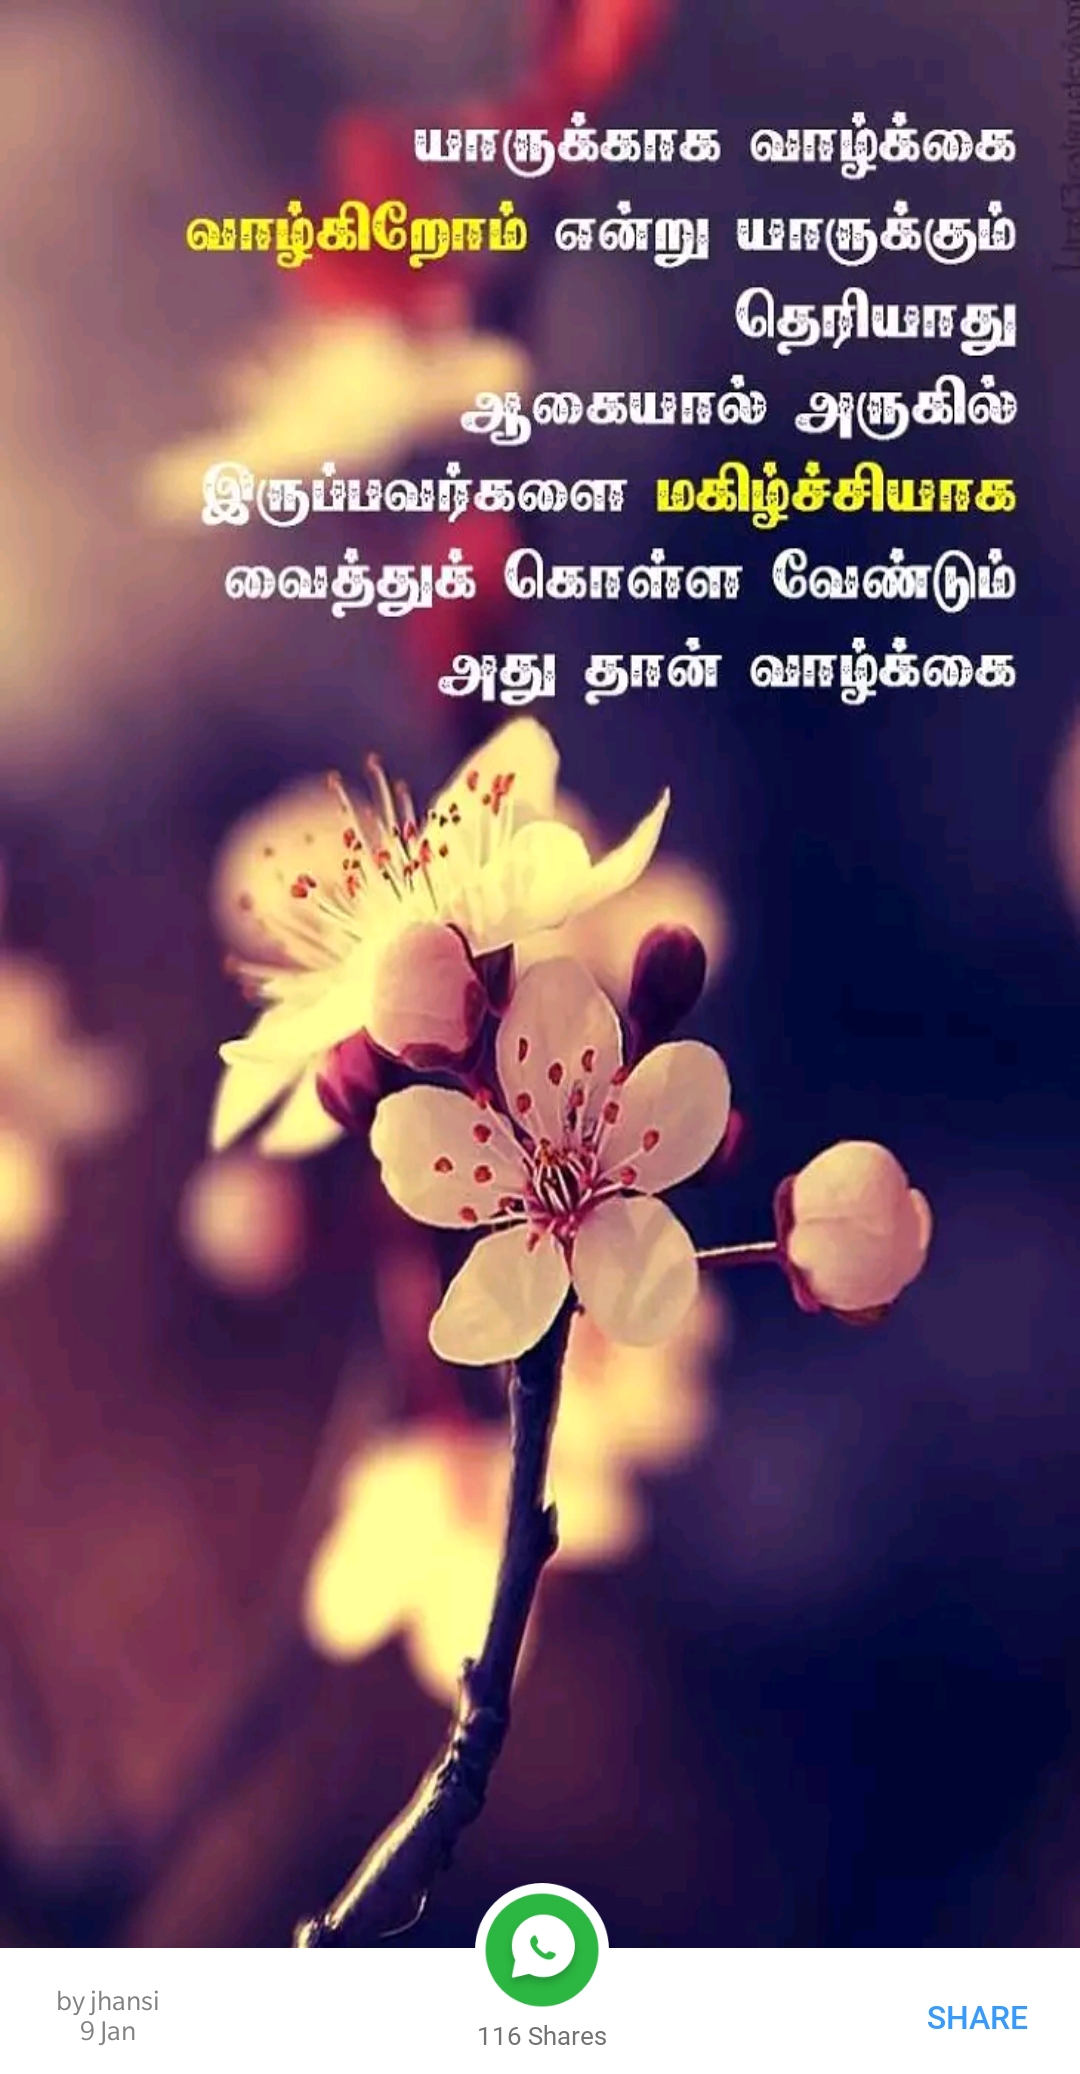 யாருக்காக வாழ்க்கை
வாழ்கிறோம் என்று யாருக்கும்
தெரியாது
ஆகையால் அருகில்
இருப்பவர்களை மகிழ்ச்சியாக
வைத்துக் கொள்ள வேண்டும்
அது தான் வாழ்க்கை
by jhansi
9 Jan
116 Shares
SHARE